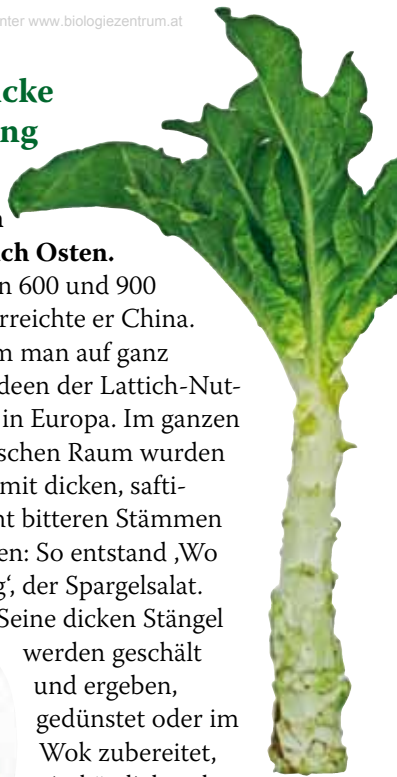 nter www.biologiezentrum.at
cke
ng
ch Osten.
n 600 und 900
rreichte er China.
m man auf ganz
deen der Lattich-Nut-
in Europa. Im ganzen
schen Raum wurden
mit dicken, safti-
nt bitteren Stämmen
en: So entstand ‚Wo
g‘, der Spargelsalat.
Seine dicken Stängel
werden geschält
und ergeben,
gedünstet oder im
Wok zubereitet,